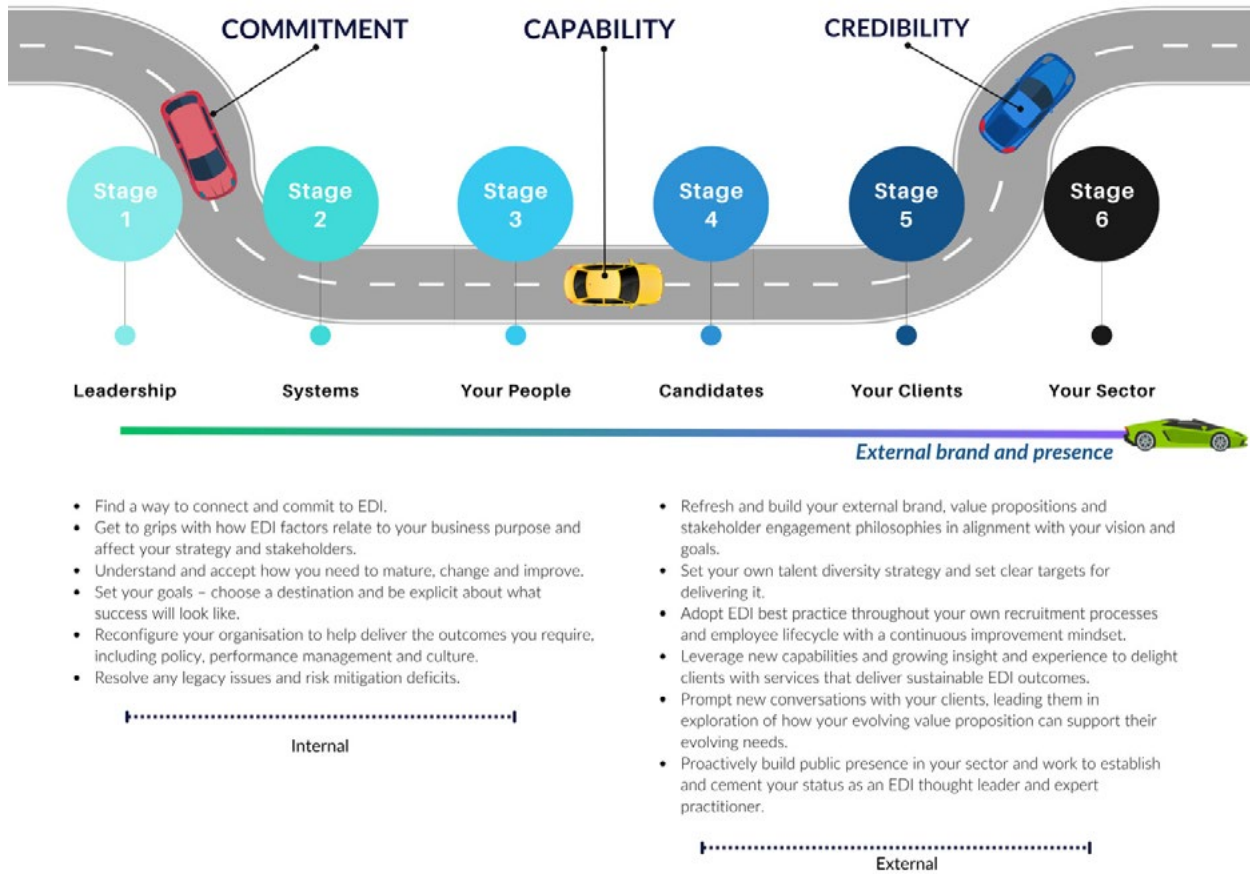 COMMITMENT
CAPABILITY
CREDIBILITY
Stage
1
Stage
2
Stage
3
Stage
4
Stage
5
Stage
6
Leadership
Systems
Your People
Candidates
Your Clients
Your Sector
External brand and presence
• Find a way to connect and commit to EDI.
• Get to grips with how EDI factors relate to your business purpose and
affect your strategy and stakeholders.
• Understand and accept how you need to mature, change and improve.
• Set your goals – choose a destination and be explicit about what
success will look like.
• Reconfigure your organisation to help deliver the outcomes you require,
including policy, performance management and culture.
• Resolve any legacy issues and risk mitigation deficits.
Internal
• Refresh and build your external brand, value propositions and
stakeholder engagement philosophies in alignment with your vision and
goals.
• Set your own talent diversity strategy and set clear targets for
delivering it.
• Adopt EDI best practice throughout your own recruitment processes
and employee lifecycle with a continuous improvement mindset.
• Leverage new capabilities and growing insight and experience to delight
clients with services that deliver sustainable EDI outcomes.
• Prompt new conversations with your clients, leading them in
exploration of how your evolving value proposition can support their
evolving needs.
• Proactively build public presence in your sector and work to establish
and cement your status as an EDI thought leader and expert
practitioner.
External